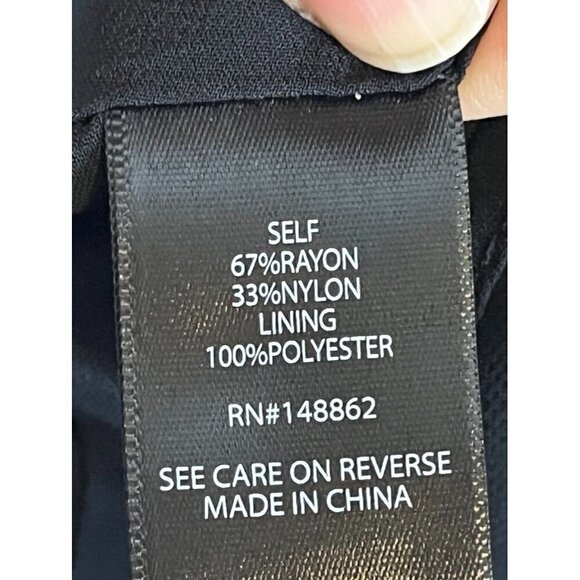 SELF
67%RAYON
33%NYLON
LINING
100%POLYESTER
RN#148862
SEE CARE ON REVERSE
MADE IN CHINA